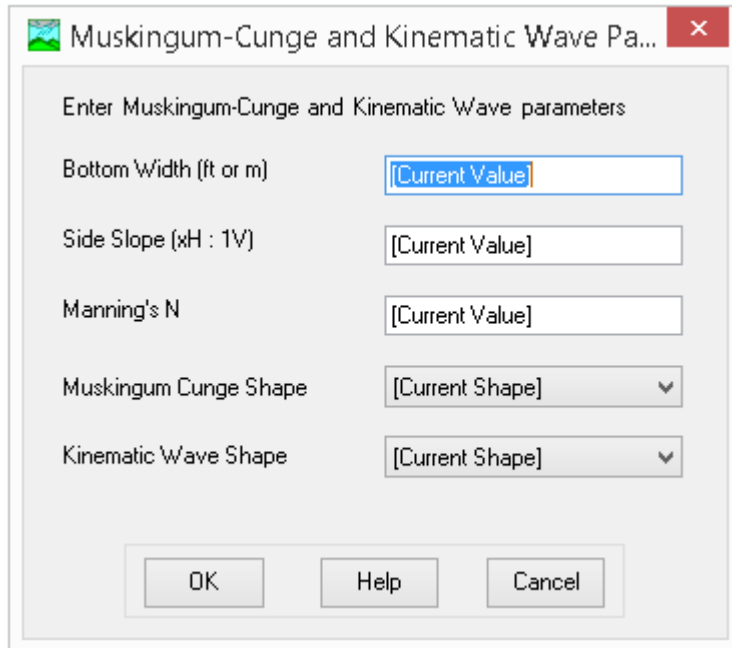 Muskingum-Cunge and Kinematic Wave Pa...
Enter Muskingum-Cunge and Kinematic Wave parameters
Bottom Width (ft or m) [Current Value]
Side Slope (xH : 1V) [Current Value]
Manning's N [Current Value]
Muskingum Cunge Shape [Current Shape]
Kinematic Wave Shape [Current Shape]
OK Help Cancel